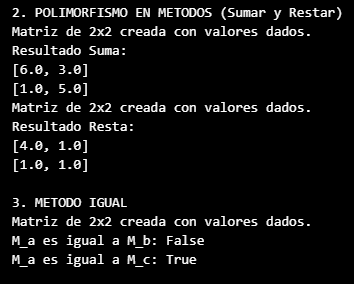 2. POLIMORFISMO EN METODOS (Sumar y Restar)
Matriz de 2x2 creada con valores dados.
Resultado Suma:
[6.0, 3.0]
[1.0, 5.0]
Matriz de 2x2 creada con valores dados.
Resultado Resta:
[4.0, 1.0]
[1.0, 1.0]
3. METODO IGUAL
Matriz de 2x2 creada con valores dados.
M_a es igual a M_b: False
M_a es igual a M_c: True